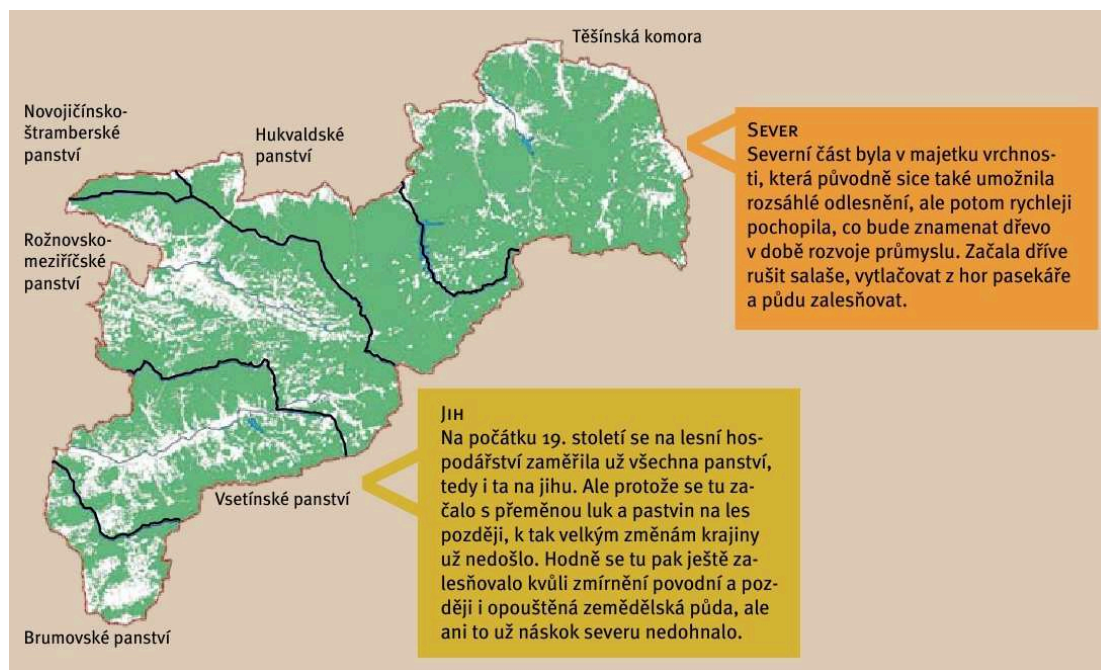 Těšínská komora
Novojičínsko-
štramberské
panství
Hukvaldské
panství
Rožnovsko-
meziříčské
panství
Sever
Severní část byla v majetku vrchnos-
ti, která původně sice také umožnila
rozsáhlé odlesnění, ale potom rychleji
pochopila, co bude znamenat dřevo
v době rozvoje průmyslu. Začala dříve
rušit salaše, vytlačovat z hor pasekáře
a půdu zalesňovat.
Jih
Na počátku 19. století se na lesní hos-
podářství zaměřila už všechna panství,
tedy i ta na jihu. Ale protože se tu za-
čalo s přeměnou luk a pastvin na les
později, k tak velkým změnám krajiny
už nedošlo. Hodně se tu pak ještě za-
lesňovalo kvůli zmírnění povodní a poz-
ději i opouštěná zemědělská půda, ale
ani to už náskok severu nedohnalo.
Vsetínské panství
Brumovské panství